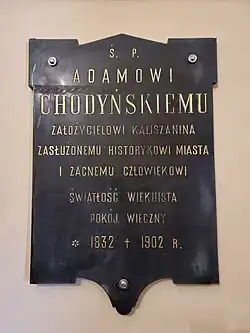 Ś. P.
ADAMOWI
CHODYŃSKIEMU
ZAŁOŻYCIELOWI KALISZANINA
ZASŁUŻONEMU HISTORYKOWI MIASTA
I ZACNEMU CZŁOWIEKOWI
ŚWIATŁOŚĆ WIEKUISTA
POKÓJ WIECZNY
* 1832 † 1902 R.